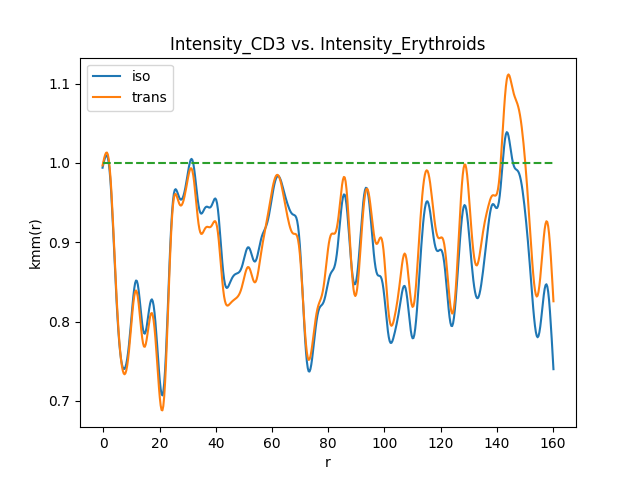 Intensity_CD3 vs. Intensity_Erythroids
iso
trans
kmm(r)
1.1
1.0
0.9
0.8
0.7
0 20 40 60 80 100 120 140 160
r